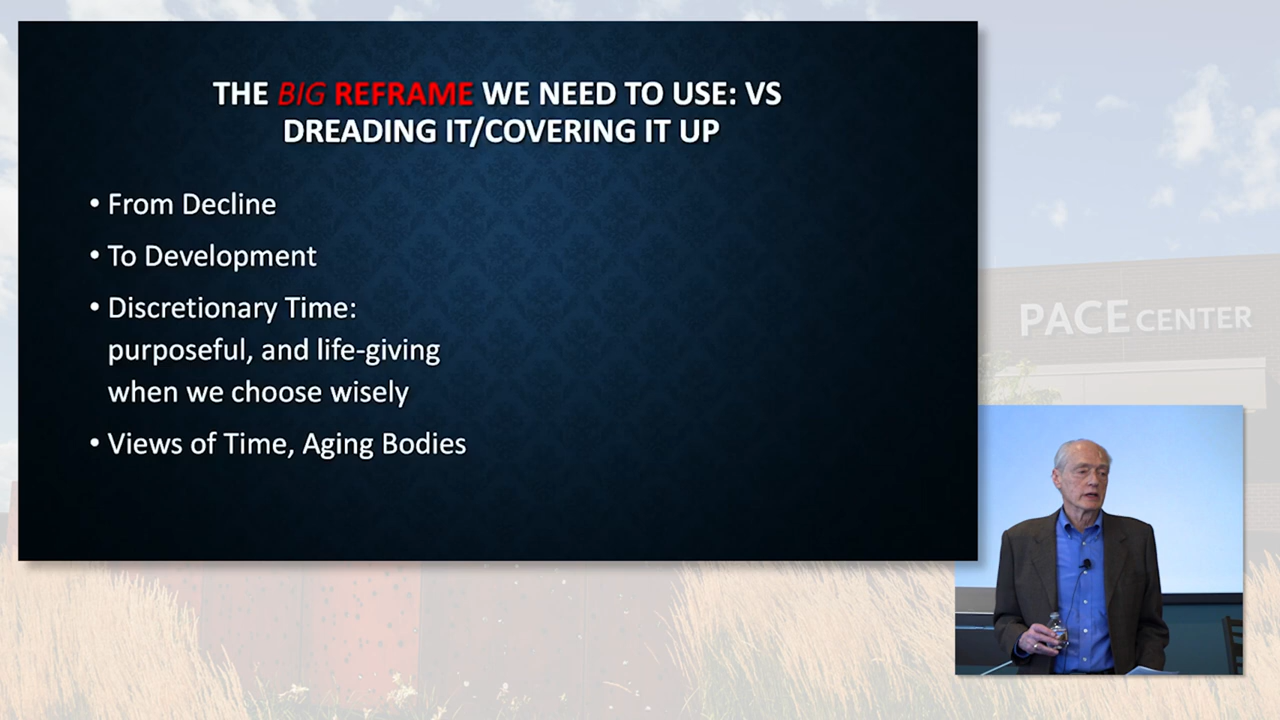 THE BIG REFRAME WE NEED TO USE: VS
DREADING IT/COVERING IT UP
• From Decline
• To Development
• Discretionary Time:
purposeful, and life-giving
when we choose wisely
• Views of Time, Aging Bodies
PACE CENTER